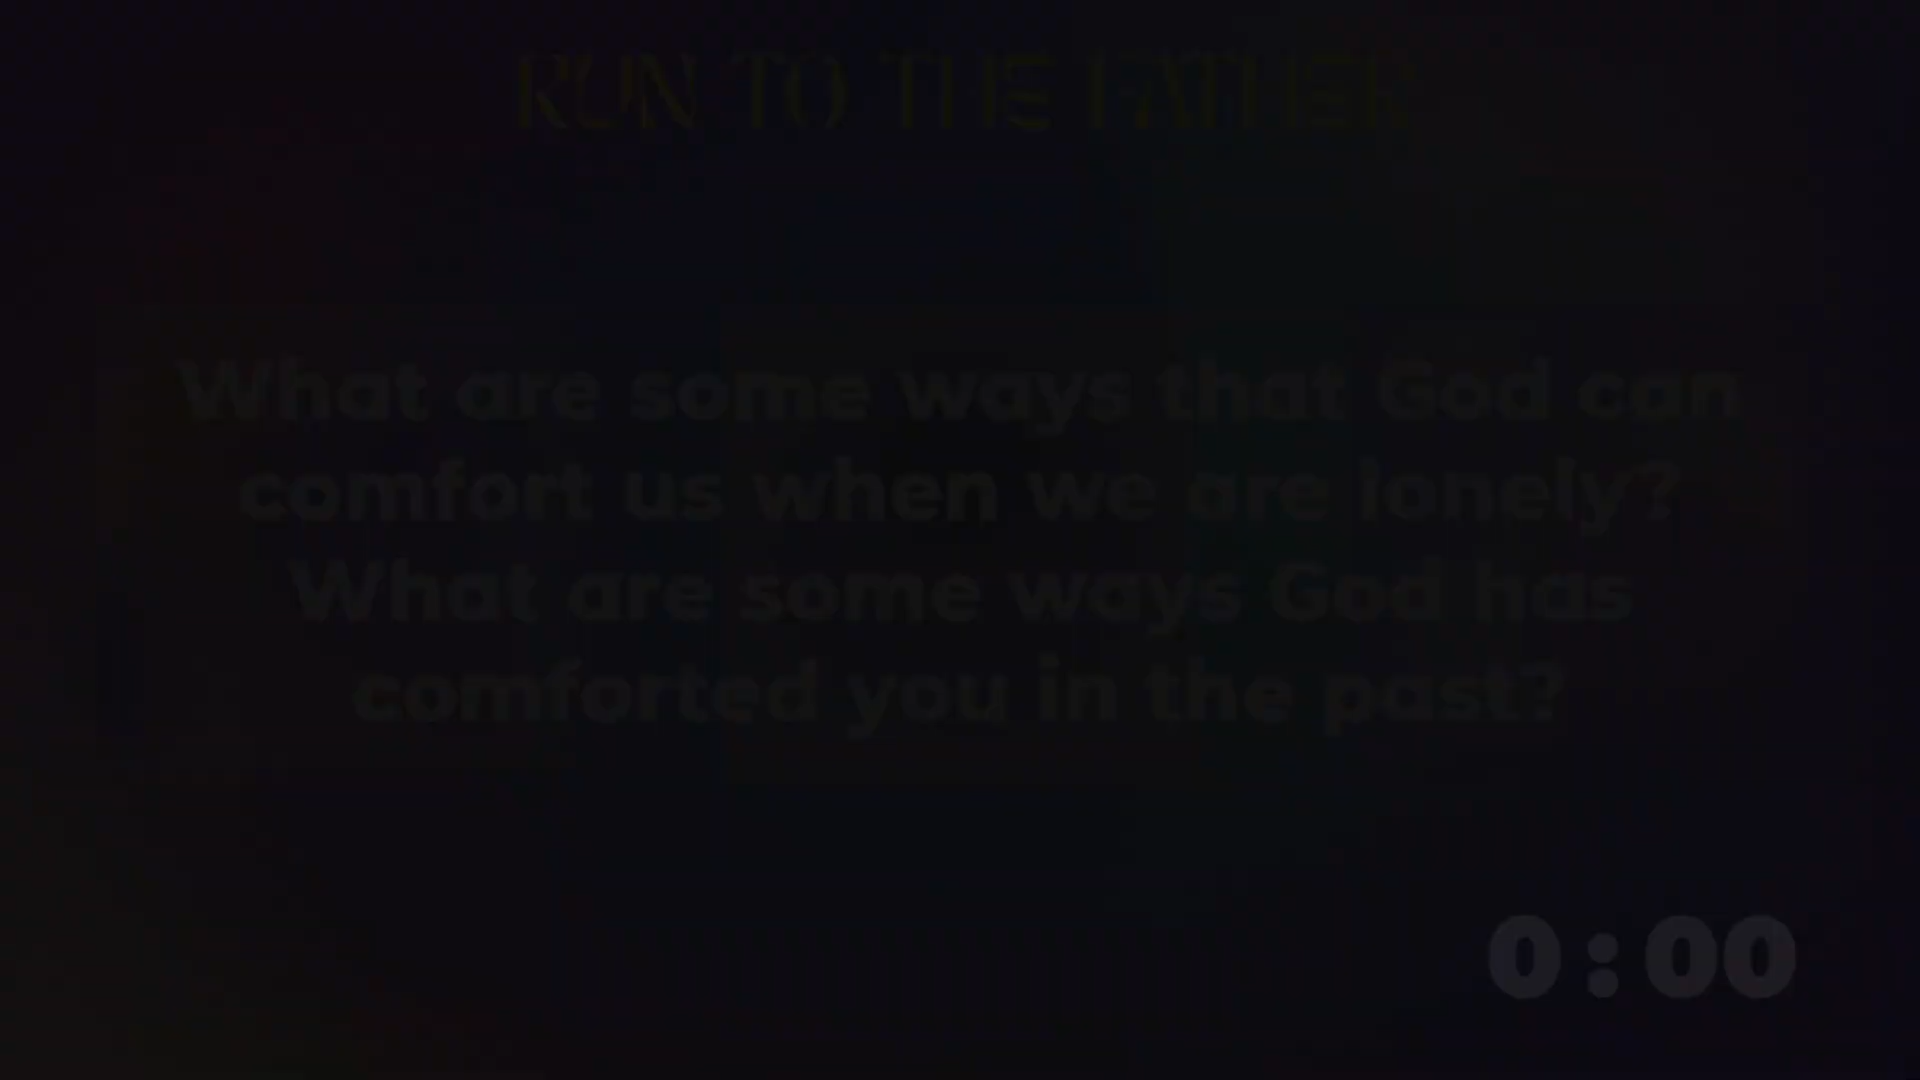 RUN TO THE FATHER
What are some ways that God can
comfort us when we are lonely?
What are some ways God has
comforted you in the past?
0:00